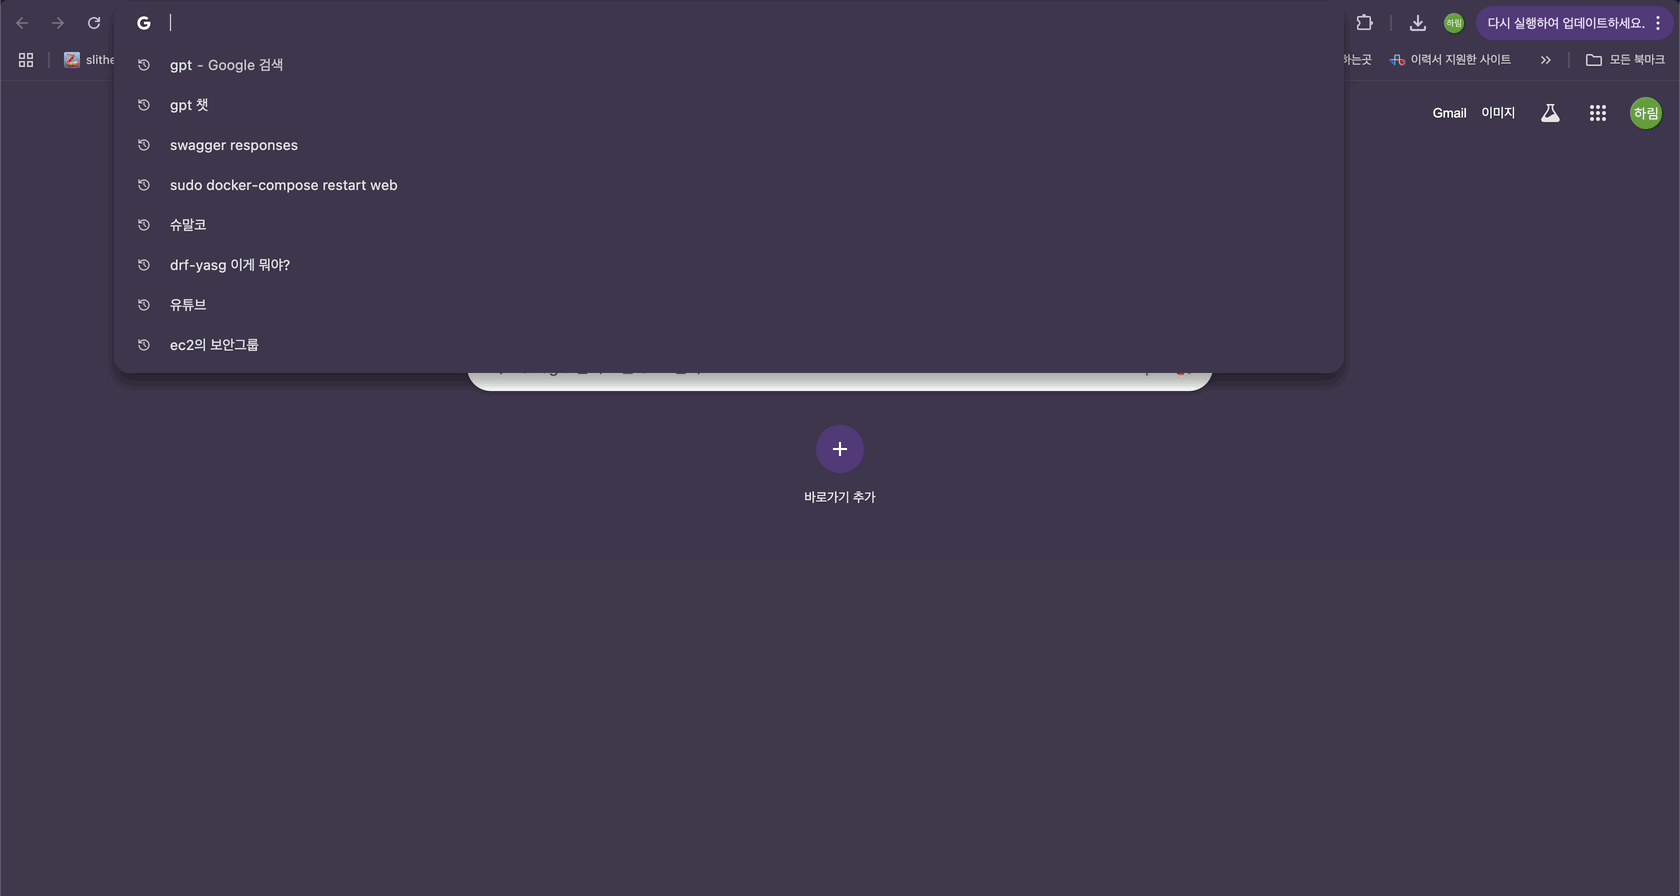 G
하림
다시 실행하여 업데이트하세요.
slithe
하는곳
이력서 지원한 사이트
모든 북마크
gpt - Google 검색
gpt 챗
swagger responses
sudo docker-compose restart web
슈말코
drf-yasg 이게 뭐야?
유튜브
ec2의 보안그룹
Gmail 이미지
하림
바로가기 추가